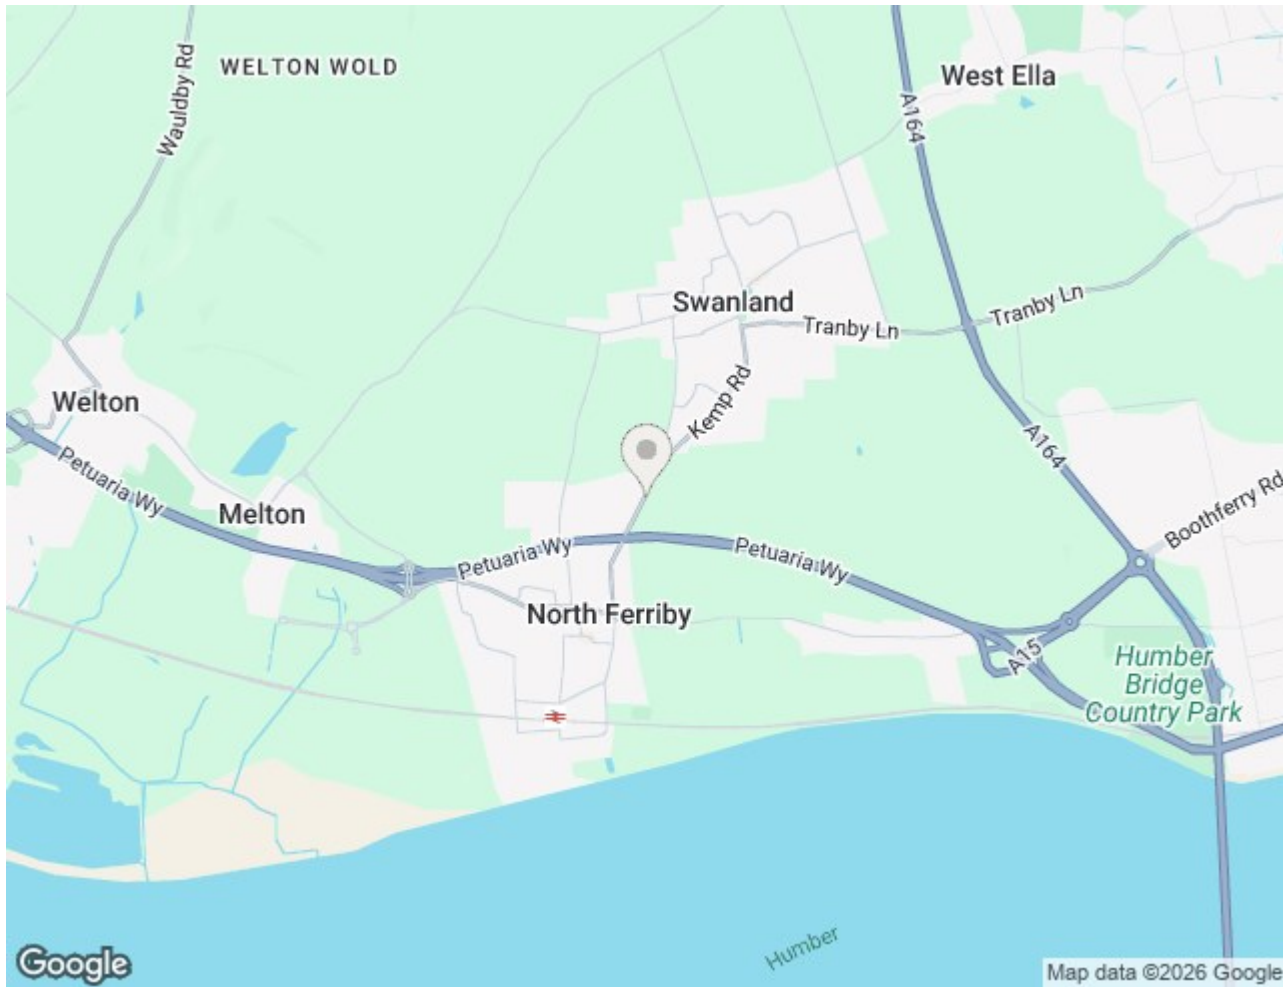 WELTON WOLD
Wauldby Rd
West Ella
A164
Swanland
Tranby Ln
Tranby Ln
Kemp Rd
Welton
A164
Petuaria Wy
Melton
Boothferry Rd
Petuaria Wy
Petuaria Wy
North Ferriby
A15
Humber
Bridge
Country Park
Humber
Google
Map data ©2026 Google